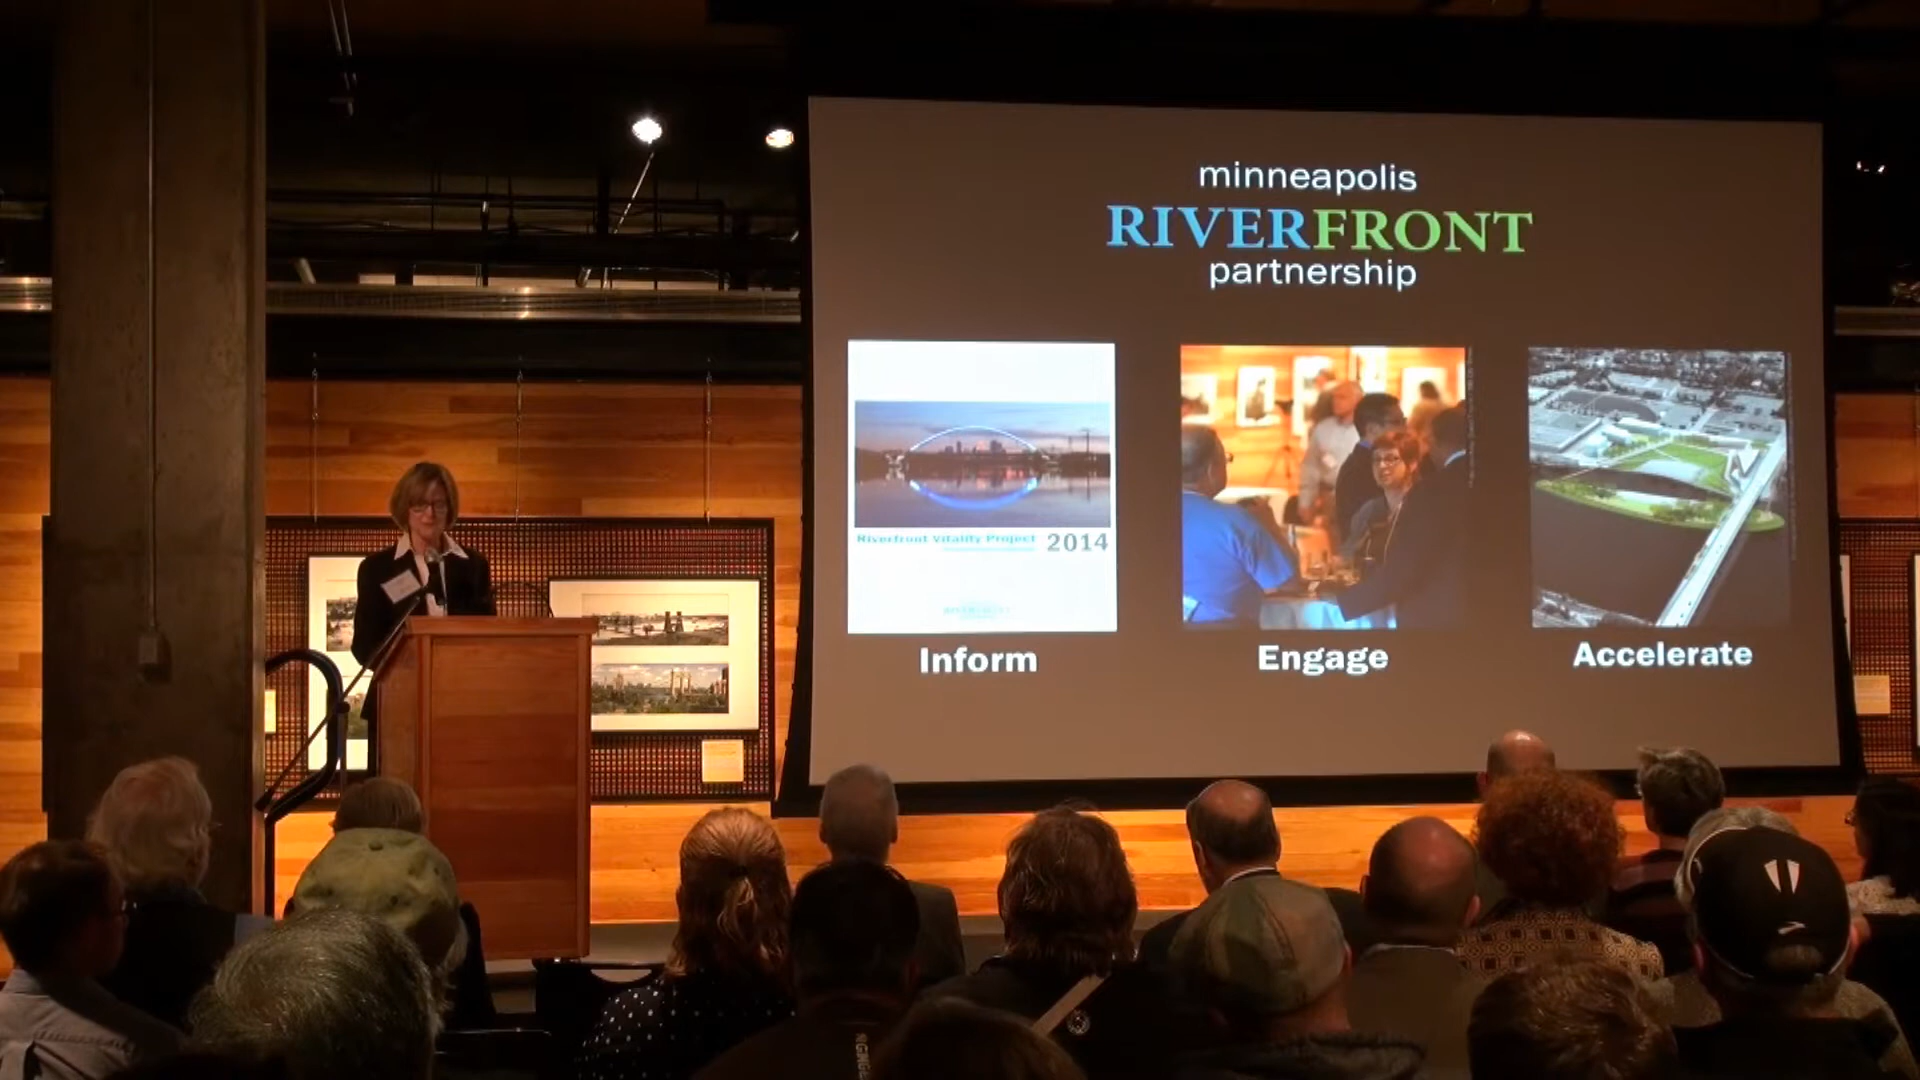 minneapolis
RIVERFRONT
partnership
Riverfront Vitality Project 2014
Inform
Engage
Accelerate